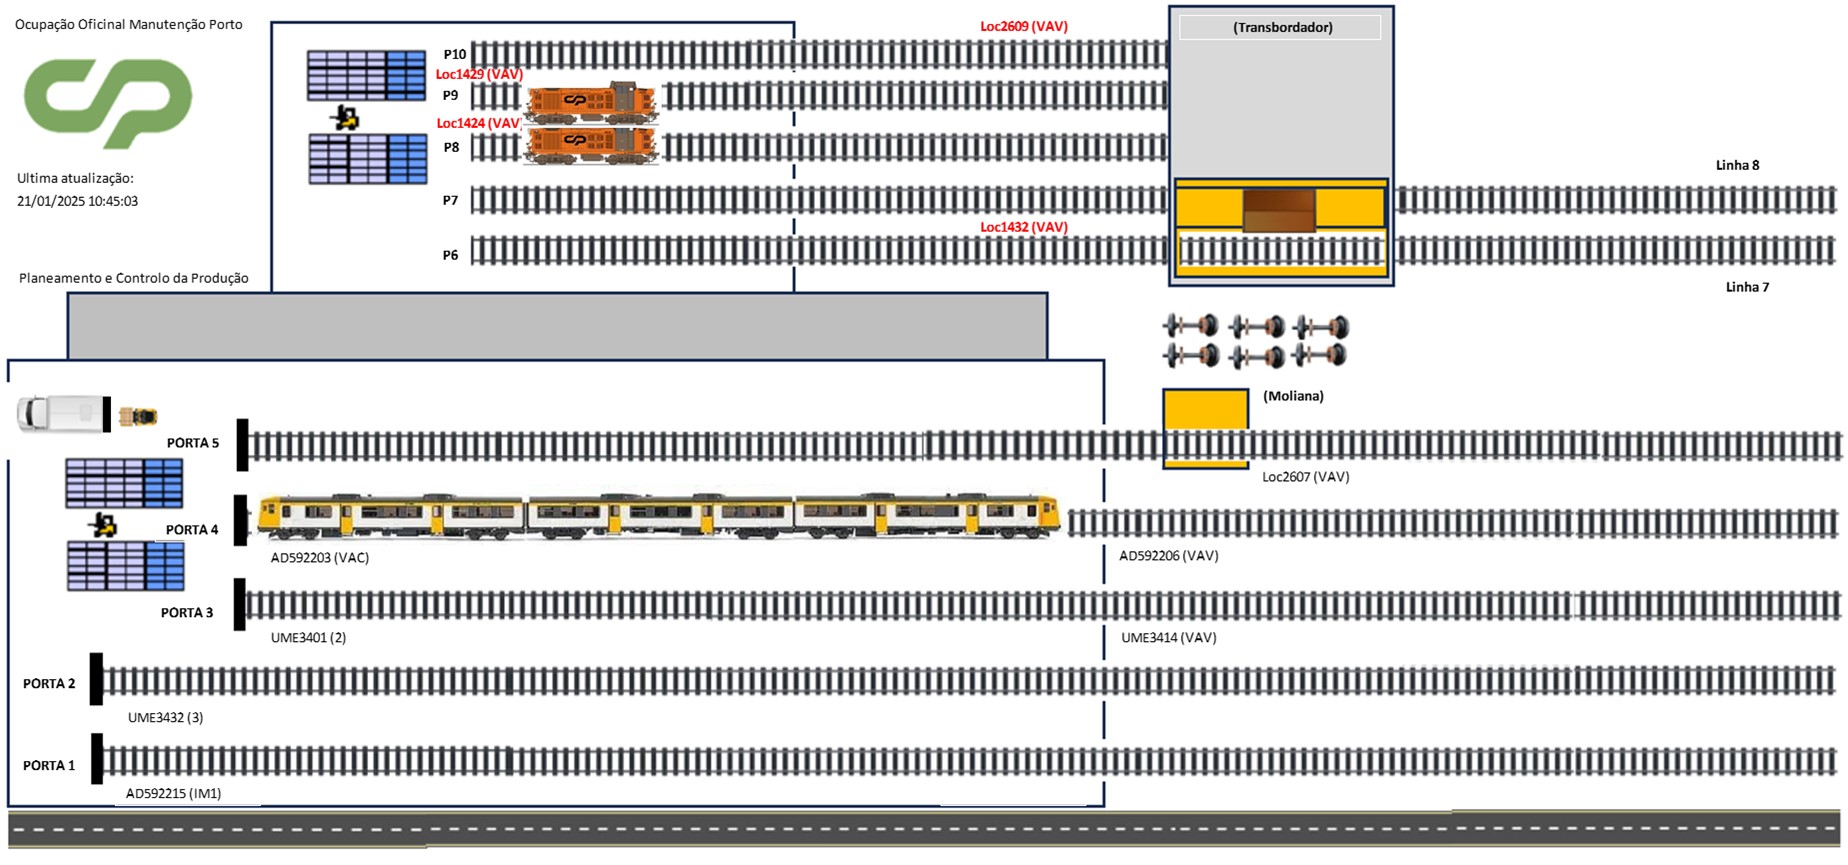 Ocupação Oficinal Manutenção Porto
Loc2609 (VAV)
(Transbordador)
P10
Loc1429 (VAV)
P9
CP
Loc1424 (VAV)
P8
CP
Linha 8
Ultima atualização:
21/01/2025 10:45:03
P7
Loc1432 (VAV)
P6
Planeamento e Controlo da Produção
Linha 7
(Moliana)
PORTA 5
Loc2607 (VAV)
PORTA 4
AD592203 (VAC)
AD592206 (VAV)
PORTA 3
UME3401 (2)
UME3414 (VAV)
PORTA 2
UME3432 (3)
PORTA 1
AD592215 (IM1)